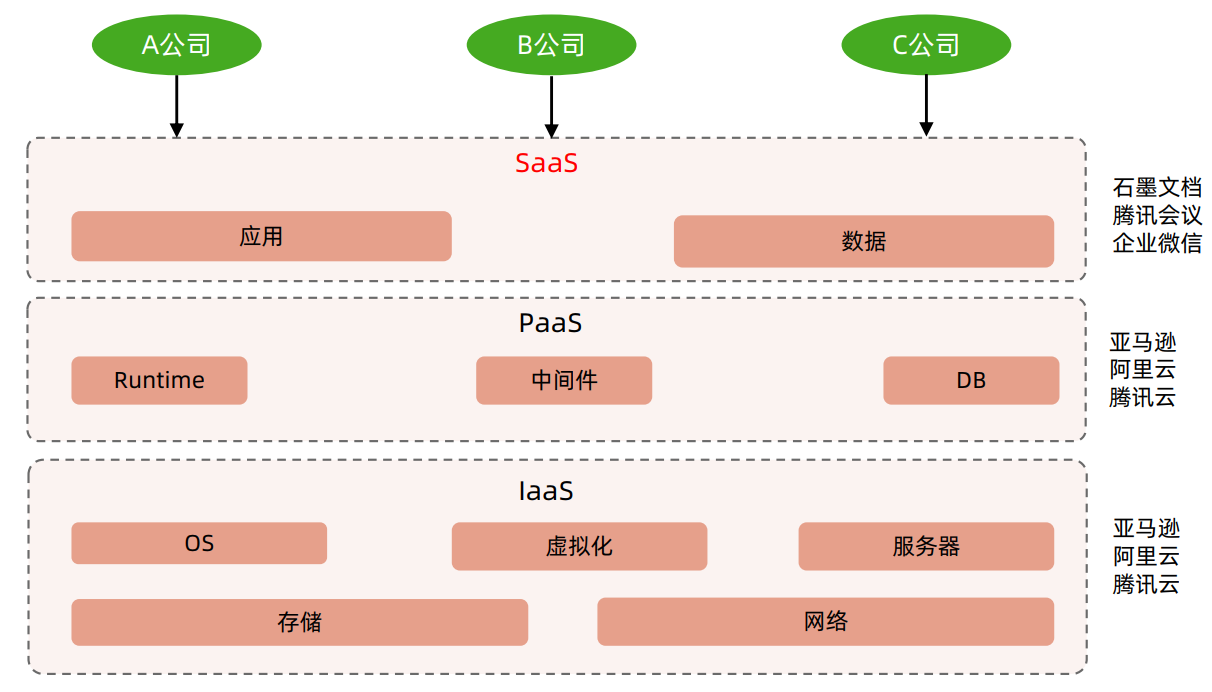 A公司
B公司
C公司
SaaS
应用
数据
石墨文档
腾讯会议
企业微信
PaaS
Runtime
中间件
DB
亚马逊
阿里云
腾讯云
IaaS
OS
虚拟化
服务器
存储
网络
亚马逊
阿里云
腾讯云